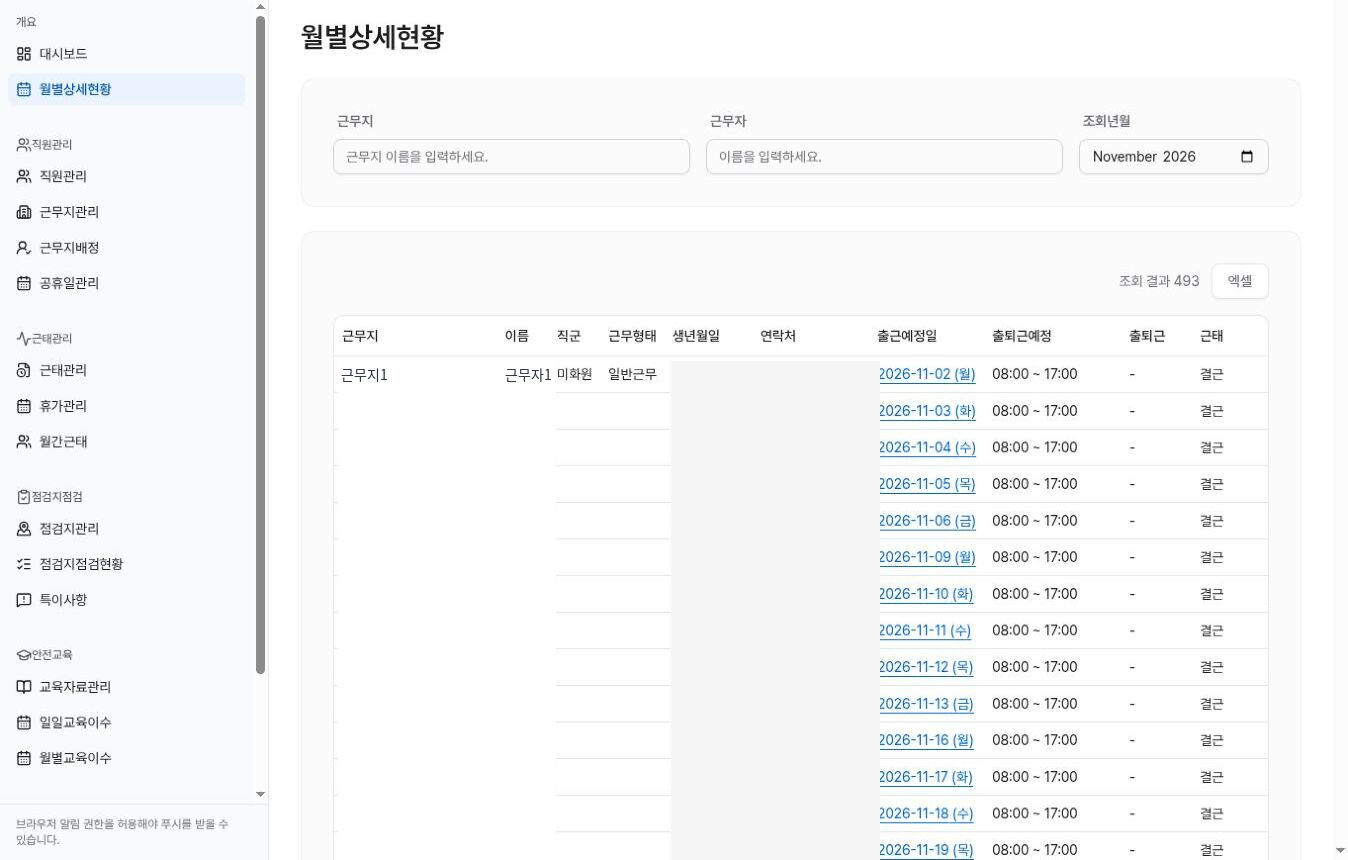 개요
대시보드
월별상세현황
직원관리
직원관리
근무지관리
근무지배정
공휴일관리
근태관리
근태관리
휴가관리
월간근태
점검지점검
점검지관리
점검지점검현황
특이사항
안전교육
교육자료관리
일일교육이수
월별교육이수
브라우저 알림 권한을 허용해야 푸시를 받을 수
있습니다.
월별상세현황
근무지 근무자 조회년월
근무지 이름을 입력하세요. 이름을 입력하세요. November 2026
조회 결과 493 엑셀
근무지 이름 직군 근무형태 생년월일 연락처 출근예정일 출퇴근예정 출퇴근 근태
근무지1 근무자1 미화원 일반근무 2026-11-02 (월) 08:00 ~ 17:00 - 결근
2026-11-03 (화) 08:00 ~ 17:00 - 결근
2026-11-04 (수) 08:00 ~ 17:00 - 결근
2026-11-05 (목) 08:00 ~ 17:00 - 결근
2026-11-06 (금) 08:00 ~ 17:00 - 결근
2026-11-09 (월) 08:00 ~ 17:00 - 결근
2026-11-10 (화) 08:00 ~ 17:00 - 결근
2026-11-11 (수) 08:00 ~ 17:00 - 결근
2026-11-12 (목) 08:00 ~ 17:00 - 결근
2026-11-13 (금) 08:00 ~ 17:00 - 결근
2026-11-16 (월) 08:00 ~ 17:00 - 결근
2026-11-17 (화) 08:00 ~ 17:00 - 결근
2026-11-18 (수) 08:00 ~ 17:00 - 결근
2026-11-19 (목) 08:00 ~ 17:00 - 결근